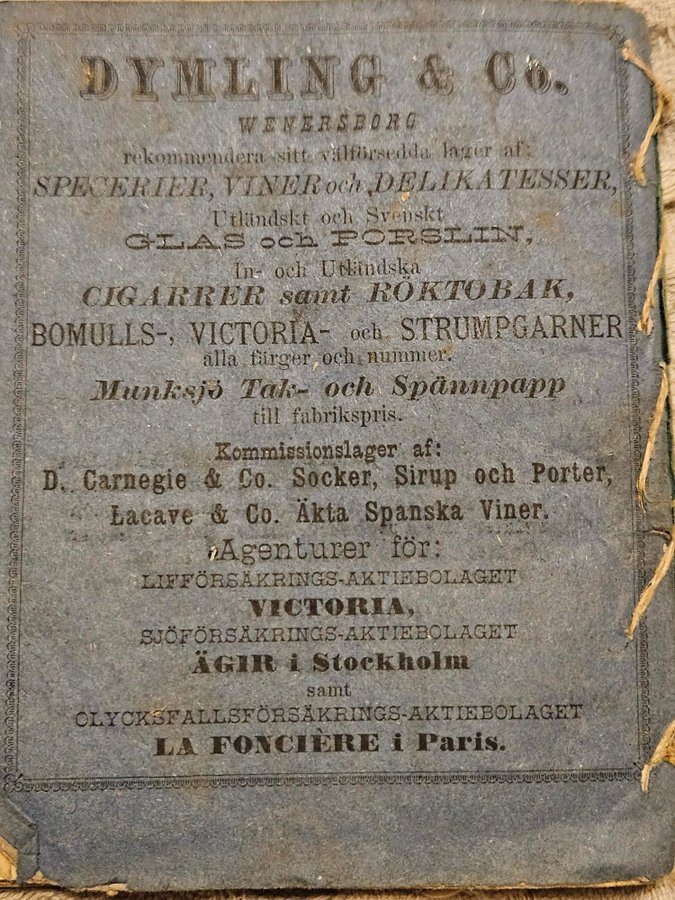 DYMLING & Co.
WENERSBORG
rekommendera sitt välförsedda lager af:
SPECERIER, VINER och DELIKATESSER,
Utländskt och Svenskt
GLAS och PORSLIN,
In- och Utländska
CIGARRER samt RÖKTOBAK,
BOMULLS-, VICTORIA- och STRUMPGARNER
alla färger och nummer.
Munksjö Tak- och Spännpapp
till fabrikspris.
Kommissionslager af:
D. Carnegie & Co. Socker, Sirup och Porter,
Lacave & Co. Äkta Spanska Viner.
Agenturer för:
LIFFÖRSÄKRINGS-AKTIEBOLAGET
VICTORIA,
SJÖFÖRSÄKRINGS-AKTIEBOLAGET
ÄGIR i Stockholm
samt
OLYCKSFALLSFÖRSÄKRINGS-AKTIEBOLAGET
LA FONCIÈRE i Paris.